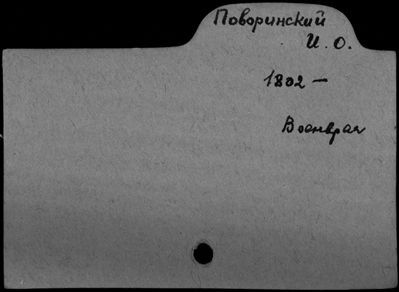 Поворинский
И. О.
1802 –
Военврач